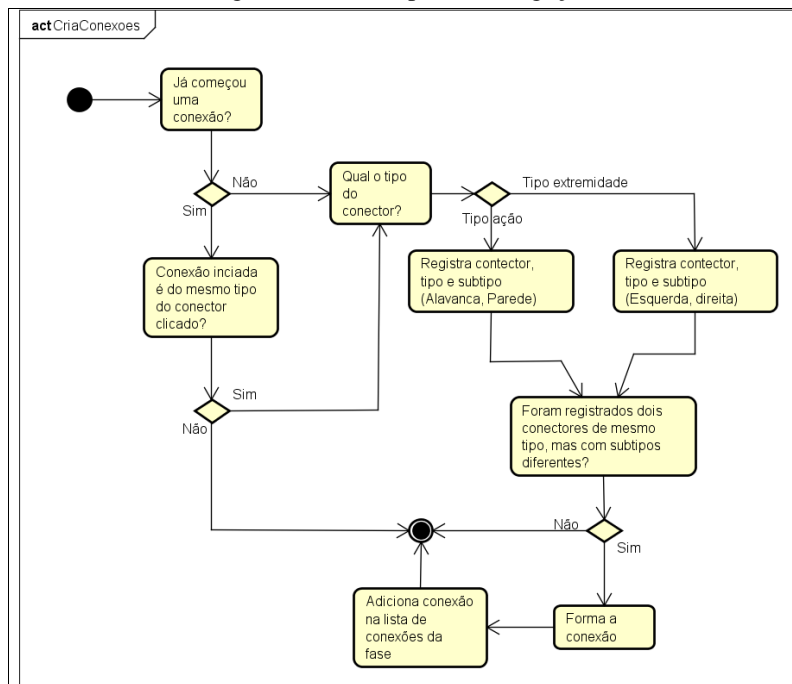 act CriaConexoes
Já começou
uma
conexão?
Não
Sim
Qual o tipo
do
conector?
Tipo extremidade
Tipo ação
Conexão inciada
é do mesmo tipo
do conector
clicado?
Registra contector,
tipo e subtipo
(Alavanca, Parede)
Registra contector,
tipo e subtipo
(Esquerda, direita)
Sim
Não
Foram registrados dois
conectores de mesmo
tipo, mas com subtipos
diferentes?
Não
Sim
Adiciona conexão
na lista de
conexões da
fase
Forma a
conexão